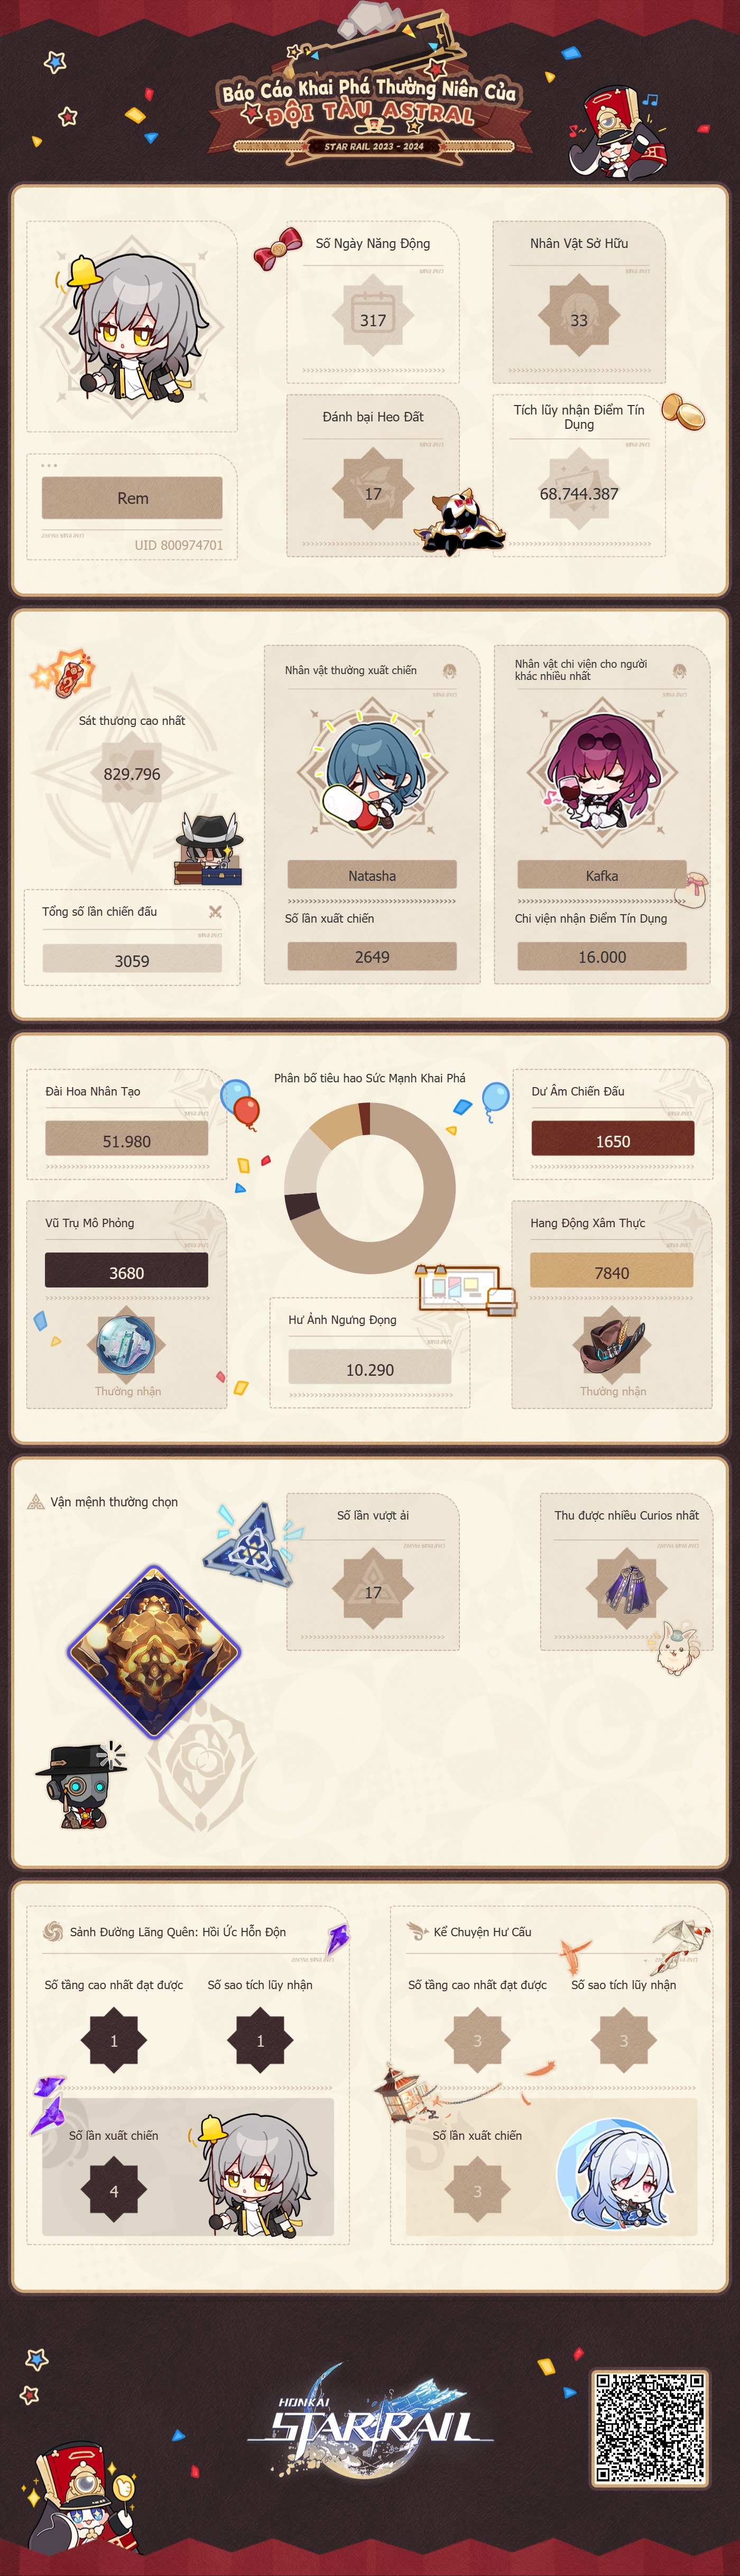 Báo Cáo Khai Phá Thường Niên Của
ĐỘI TÀU ASTRAL
STAR RAIL 2023 - 2024
Số Ngày Năng Động
317
Nhân Vật Sở Hữu
33
Đánh bại Heo Đất
17
Tích lũy nhận Điểm Tín
Dụng
68.744.387
Rem
UID 800974701
Sát thương cao nhất
829.796
Tổng số lần chiến đấu
3059
Nhân vật thường xuất chiến
Natasha
Số lần xuất chiến
2649
Nhân vật chi viện cho người
khác nhiều nhất
Kafka
Chi viện nhận Điểm Tín Dụng
16.000
Phân bố tiêu hao Sức Mạnh Khai Phá
Đài Hoa Nhân Tạo
51.980
Dư Âm Chiến Đấu
1650
Vũ Trụ Mô Phỏng
3680
Thưởng nhận
Hư Ảnh Ngưng Đọng
10.290
Hang Động Xâm Thực
7840
Thưởng nhận
Vận mệnh thường chọn
Số lần vượt ải
17
Thu được nhiều Curios nhất
Sảnh Đường Lãng Quên: Hồi Ức Hỗn Độn
Số tầng cao nhất đạt được
1
Số sao tích lũy nhận
1
Số lần xuất chiến
4
Kể Chuyện Hư Cấu
Số tầng cao nhất đạt được
3
Số sao tích lũy nhận
3
Số lần xuất chiến
3
HONKAI
STAR RAIL